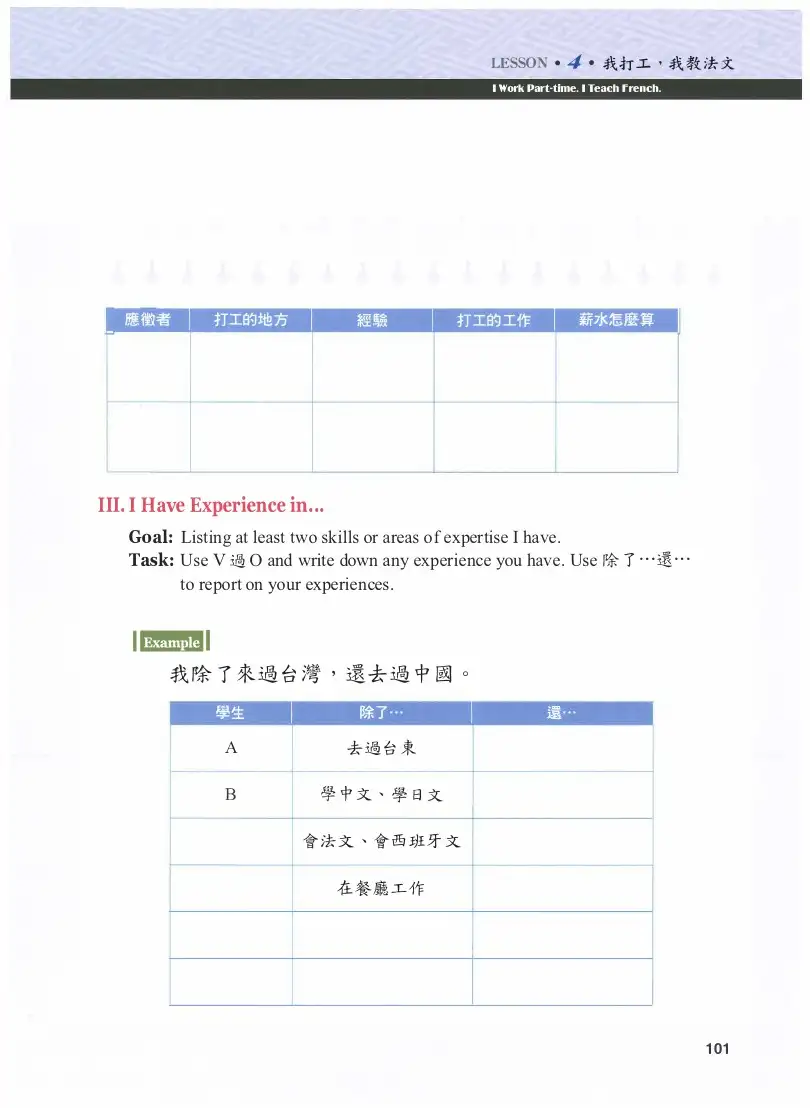 LESSON • 4 • 我打工，我教法文
I Work Part-time. I Teach French.
應徵者 打工的地方 經驗 打工的工作 薪水怎麼算
III. I Have Experience in...
Goal: Listing at least two skills or areas of expertise I have.
Task: Use V 過 O and write down any experience you have. Use 除了…還…
to report on your experiences.
Example
我除了來過台灣，還去過中國。
學生 除了… 還…
A 去過台東
B 學中文、學日文
會法文、會西班牙文
在餐廳工作
101